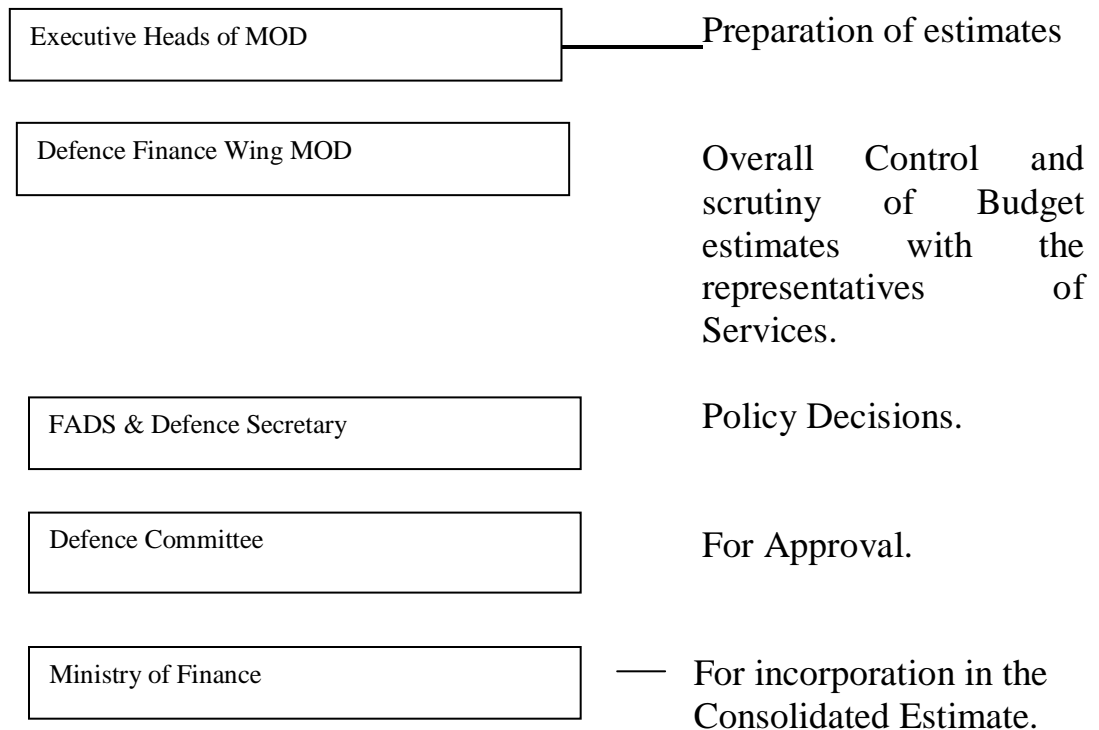 Executive Heads of MOD
Preparation of estimates
Defence Finance Wing MOD
Overall Control and
scrutiny of Budget
estimates with the
representatives of
Services.
FADS & Defence Secretary
Policy Decisions.
Defence Committee
For Approval.
Ministry of Finance
For incorporation in the
Consolidated Estimate.